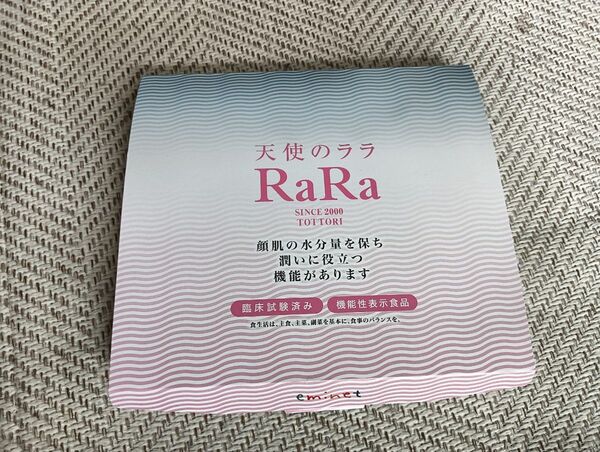 天使のララ
RaRa
SINCE 2000
TOTTORI
顔肌の水分量を保ち
潤いに役立つ
機能があります
臨床試験済み 機能性表示食品
食生活は、主食、主菜、副菜を基本に、食事のバランスを。
eminet